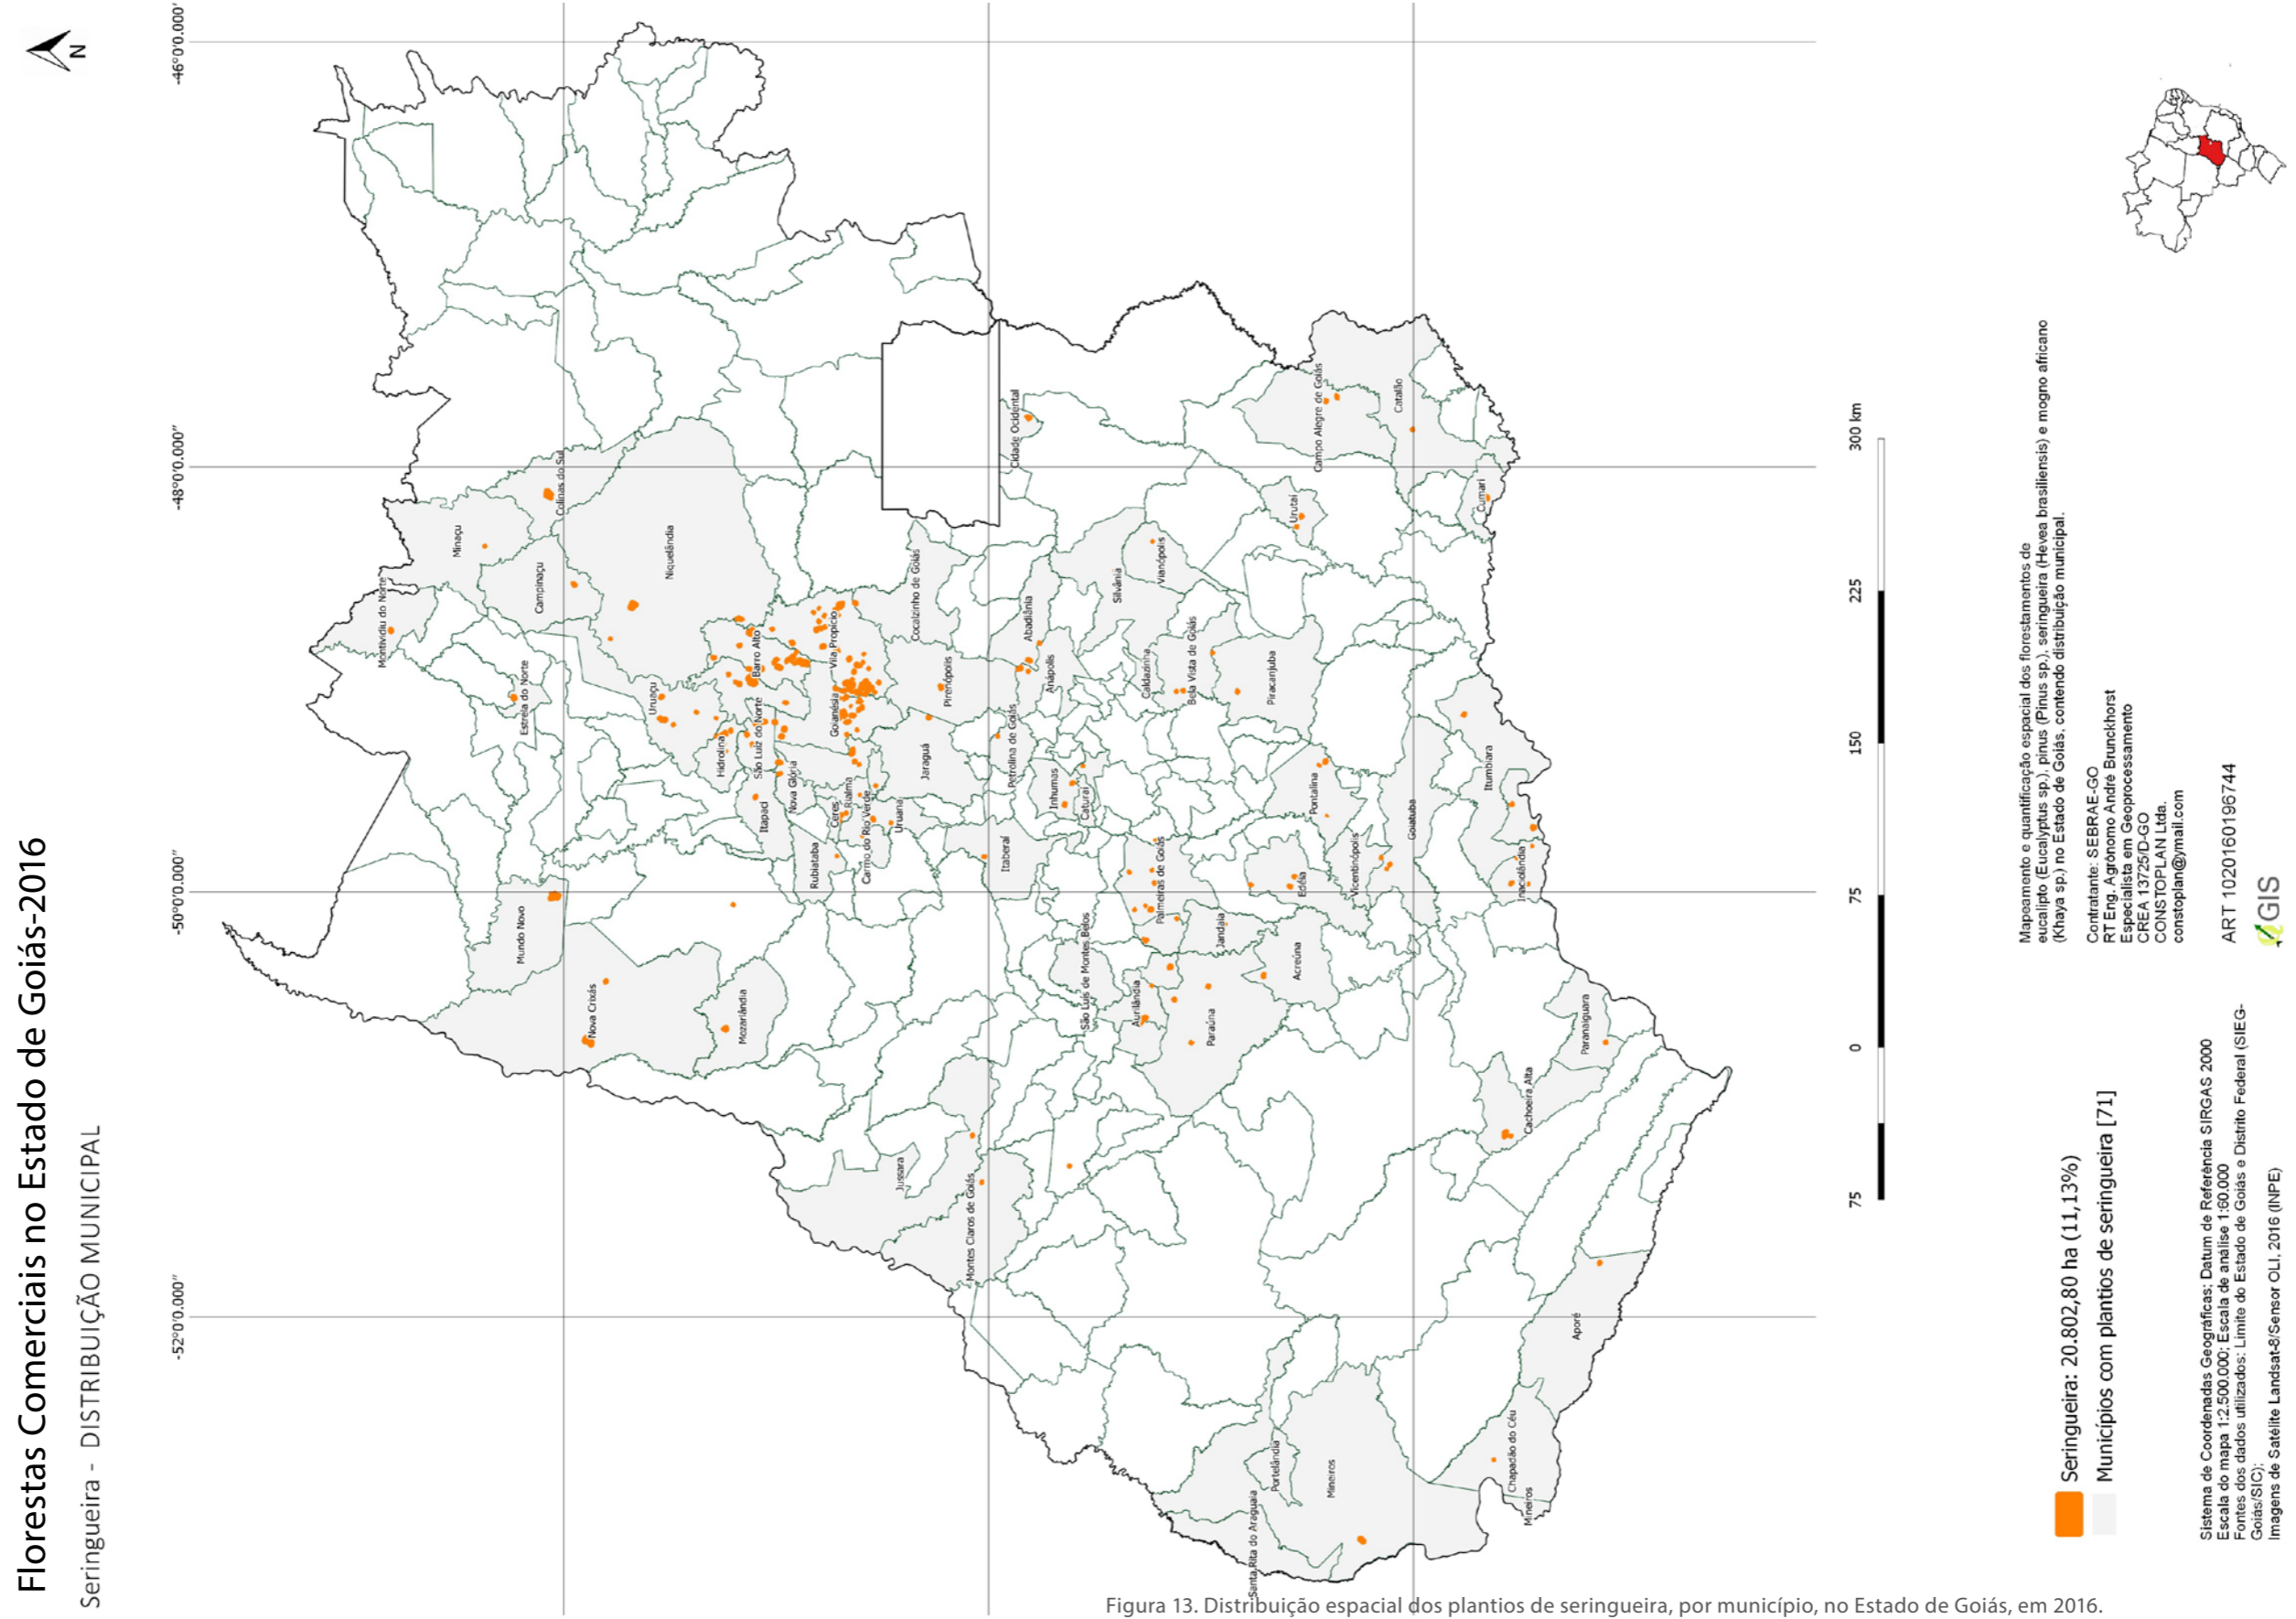 Florestas Comerciais no Estado de Goiás-2016
Seringueira - DISTRIBUIÇÃO MUNICIPAL
N
-52°0'0.000"
-50°0'0.000"
-48°0'0.000"
-46°0'0.000"
Montividiu do Norte
Minaçu
Mundo Novo
Estrela do Norte
Campinaçu
Colinas do Sul
Nova Crixás
Uruaçu
Niquelândia
Mozarlândia
Hidrolina
São Luiz do Norte
Barro Alto
Itapaci
Nova Glória
Rubiataba
Ceres
Rialma
Goianésia
Vila Propício
Carmo do Rio Verde
Uruana
Jussara
Jaraguá
Pirenópolis
Cocalzinho de Goiás
Montes Claros de Goiás
Itaberaí
Petrolina de Goiás
Cidade Ocidental
Abadiânia
Inhumas
Anápolis
São Luís de Montes Belos
Caturaí
Silvânia
Aurilândia
Palmeiras de Goiás
Caldazinha
Vianópolis
Bela Vista de Goiás
Paraúna
Jandaia
Piracanjuba
Santa Rita do Araguaia
Portelândia
Acreúna
Edéia
Urutaí
Mineiros
Pontalina
Campo Alegre de Goiás
Vicentinópolis
Goiatuba
Catalão
Cumari
Itumbiara
Chapadão do Céu
Mineiros
Cachoeira Alta
Inaciolândia
Aporé
Paranaiguara
75
0
75
150
225
300 km
Seringueira: 20.802,80 ha (11,13%)
Municípios com plantios de seringueira [71]
Mapeamento e quantificação espacial dos florestamentos de
eucalipto (Eucalyptus sp.), pinus (Pinus sp.), seringueira (Hevea brasiliensis) e mogno africano
(Khaya sp.) no Estado de Goiás, contendo distribuição municipal.
Contratante: SEBRAE-GO
RT Eng. Agrônomo André Brunckhorst
Especialista em Geoprocessamento
CREA 13725/D-GO
CONSTOPLAN Ltda.
constoplan@ymail.com
ART 1020160196744
QGIS
Sistema de Coordenadas Geográficas; Datum de Referência SIRGAS 2000
Escala do mapa 1:2.500.000; Escala de análise 1:60.000
Fontes dos dados utilizados: Limite do Estado de Goiás e Distrito Federal (SIEG-
Goiás/SIC);
Imagens de Satélite Landsat-8/Sensor OLI, 2016 (INPE)
Figura 13. Distribuição espacial dos plantios de seringueira, por município, no Estado de Goiás, em 2016.